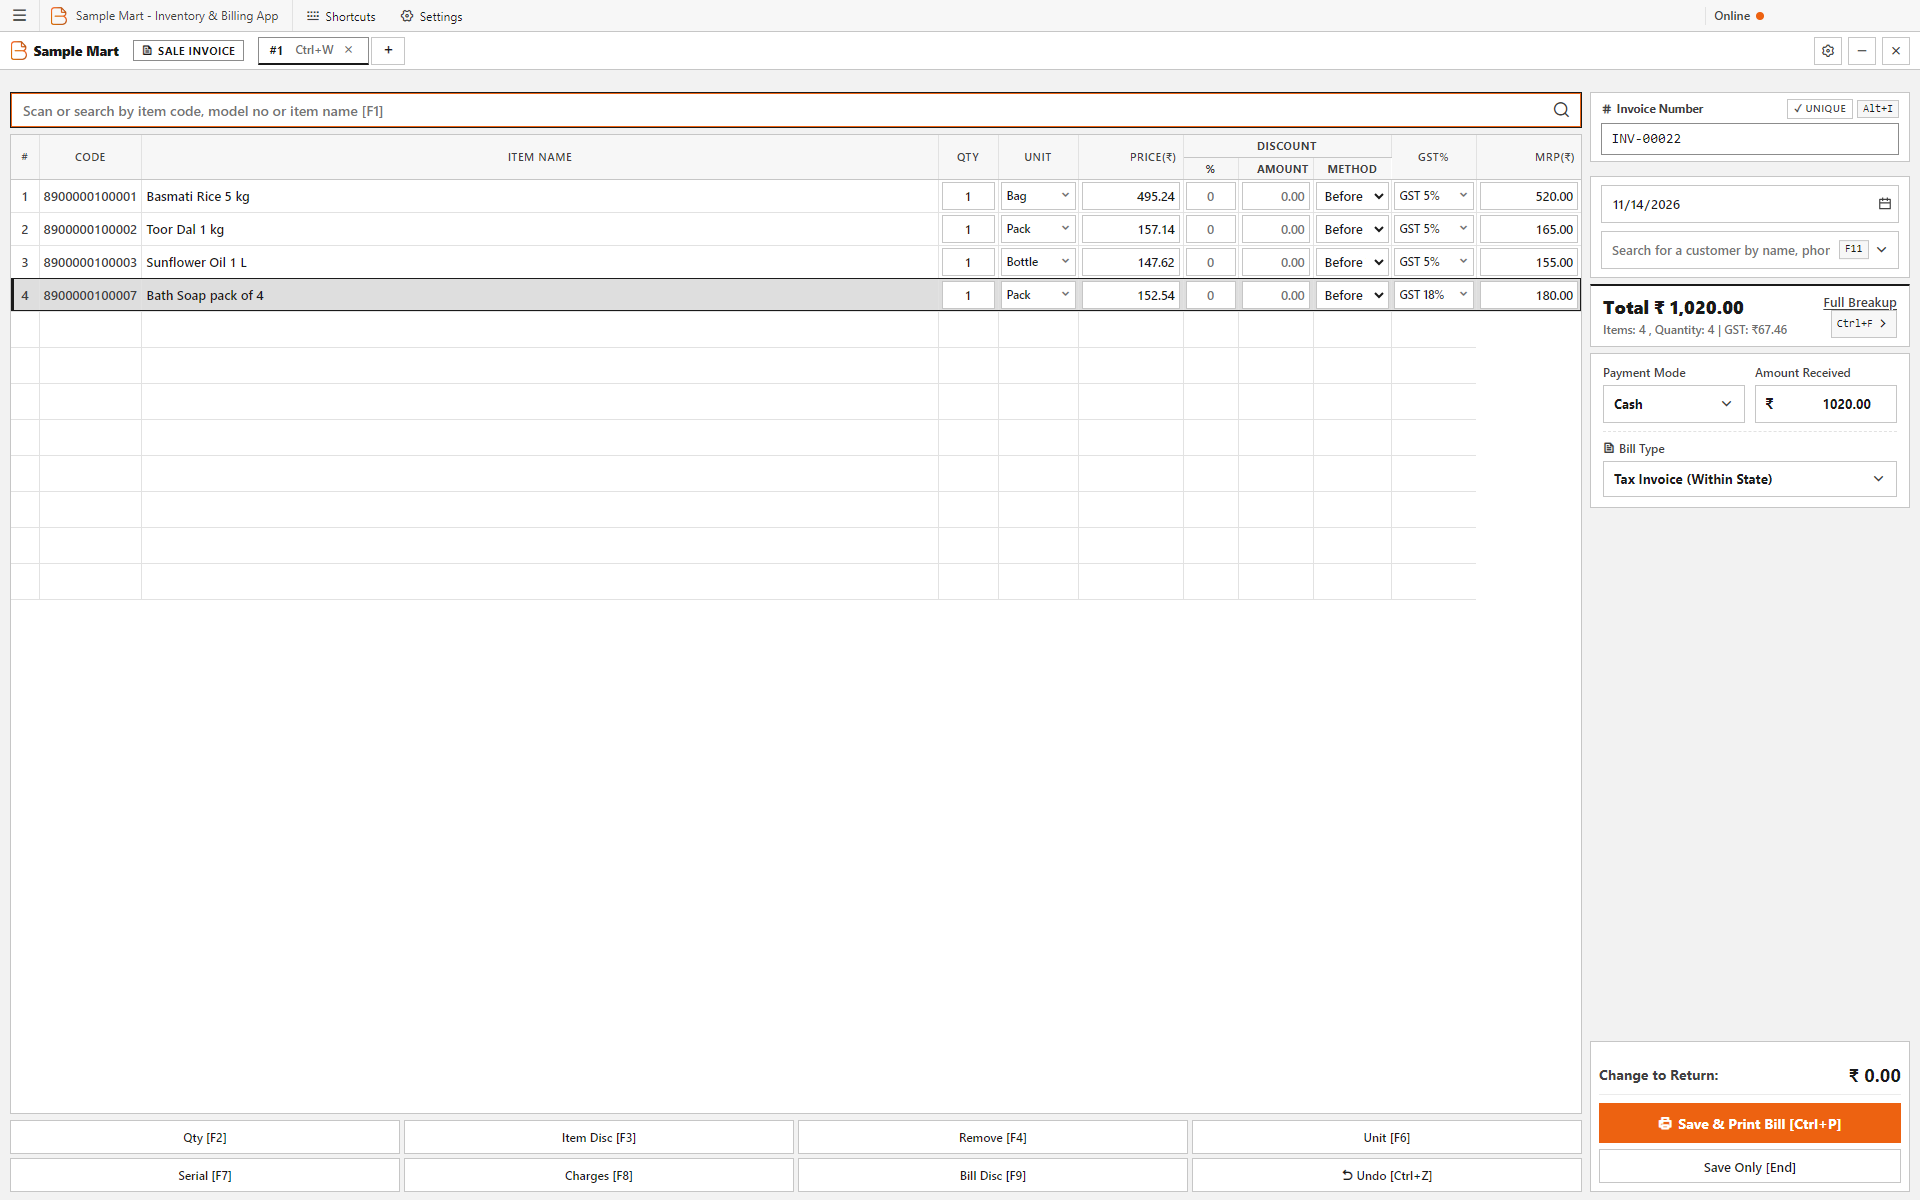 Sample Mart - Inventory & Billing App
Shortcuts
Settings
Online
Sample Mart
SALE INVOICE
#1 Ctrl+W ×
+
Scan or search by item code, model no or item name [F1]
# CODE ITEM NAME QTY UNIT PRICE(₹) DISCOUNT GST% MRP(₹)
% AMOUNT METHOD
1 8900000100001 Basmati Rice 5 kg 1 Bag 495.24 0 0.00 Before GST 5% 520.00
2 8900000100002 Toor Dal 1 kg 1 Pack 157.14 0 0.00 Before GST 5% 165.00
3 8900000100003 Sunflower Oil 1 L 1 Bottle 147.62 0 0.00 Before GST 5% 155.00
4 8900000100007 Bath Soap pack of 4 1 Pack 152.54 0 0.00 Before GST 18% 180.00
# Invoice Number ✓ UNIQUE Alt+I
INV-00022
11/14/2026
Search for a customer by name, phor F11
Total ₹ 1,020.00 Full Breakup
Items: 4 , Quantity: 4 | GST: ₹67.46 Ctrl+F
Payment Mode Amount Received
Cash ₹ 1020.00
Bill Type
Tax Invoice (Within State)
Change to Return: ₹ 0.00
Save & Print Bill [Ctrl+P]
Save Only [End]
Qty [F2] Item Disc [F3] Remove [F4] Unit [F6]
Serial [F7] Charges [F8] Bill Disc [F9] Undo [Ctrl+Z]